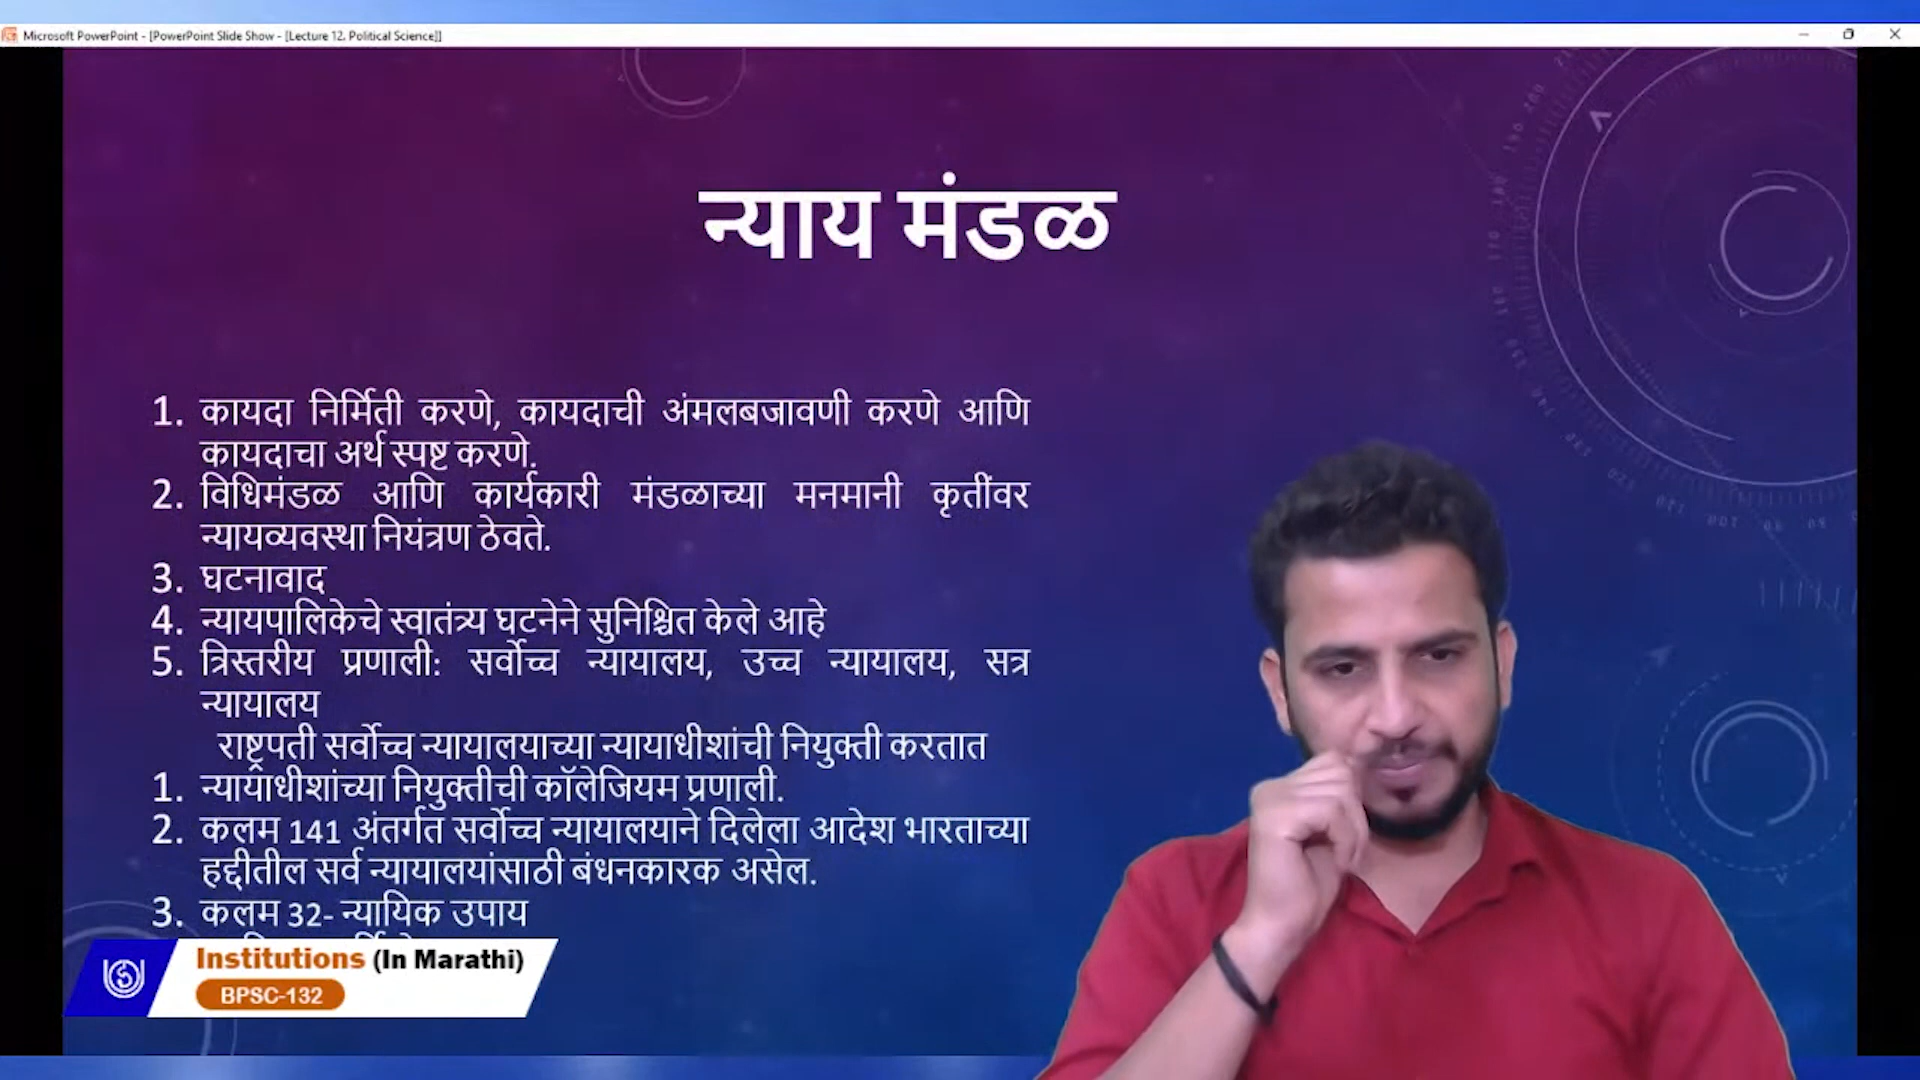 Microsoft PowerPoint - [PowerPoint Slide Show - [Lecture 12. Political Science]]
न्याय मंडळ
1. कायदा निर्मिती करणे, कायदाची अंमलबजावणी करणे आणि
कायदाचा अर्थ स्पष्ट करणे.
2. विधिमंडळ आणि कार्यकारी मंडळाच्या मनमानी कृतींवर
न्यायव्यवस्था नियंत्रण ठेवते.
3. घटनावाद
4. न्यायपालिकेचे स्वातंत्र्य घटनेने सुनिश्चित केले आहे
5. त्रिस्तरीय प्रणाली: सर्वोच्च न्यायालय, उच्च न्यायालय, सत्र
न्यायालय
राष्ट्रपती सर्वोच्च न्यायालयाच्या न्यायाधीशांची नियुक्ती करतात
1. न्यायाधीशांच्या नियुक्तीची कॉलेजियम प्रणाली.
2. कलम 141 अंतर्गत सर्वोच्च न्यायालयाने दिलेला आदेश भारताच्या
हद्दीतील सर्व न्यायालयांसाठी बंधनकारक असेल.
3. कलम 32- न्यायिक उपाय
Institutions (In Marathi)
BPSC-132